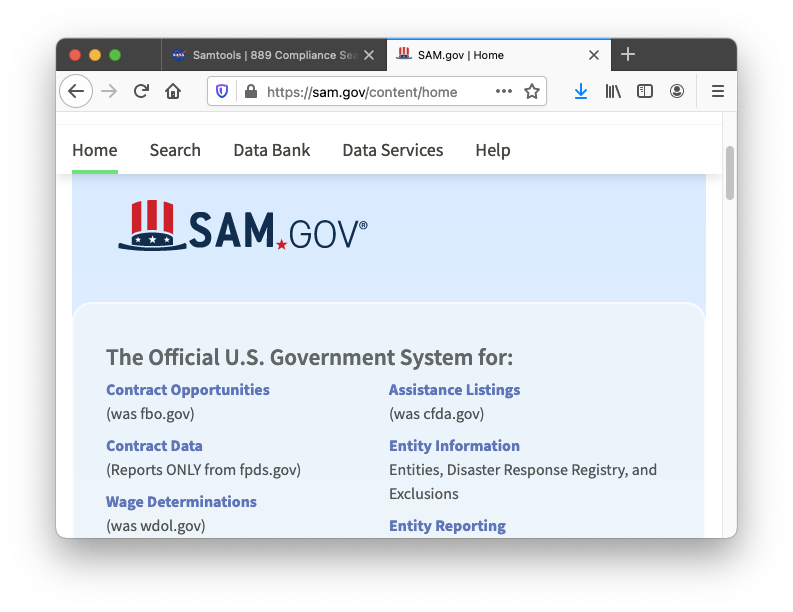 Samtools | 889 Compliance Sea
SAM.gov | Home
https://sam.gov/content/home
Home Search Data Bank Data Services Help
SAM.GOV®
The Official U.S. Government System for:
Contract Opportunities
(was fbo.gov)
Contract Data
(Reports ONLY from fpds.gov)
Wage Determinations
(was wdol.gov)
Assistance Listings
(was cfda.gov)
Entity Information
Entities, Disaster Response Registry, and
Exclusions
Entity Reporting